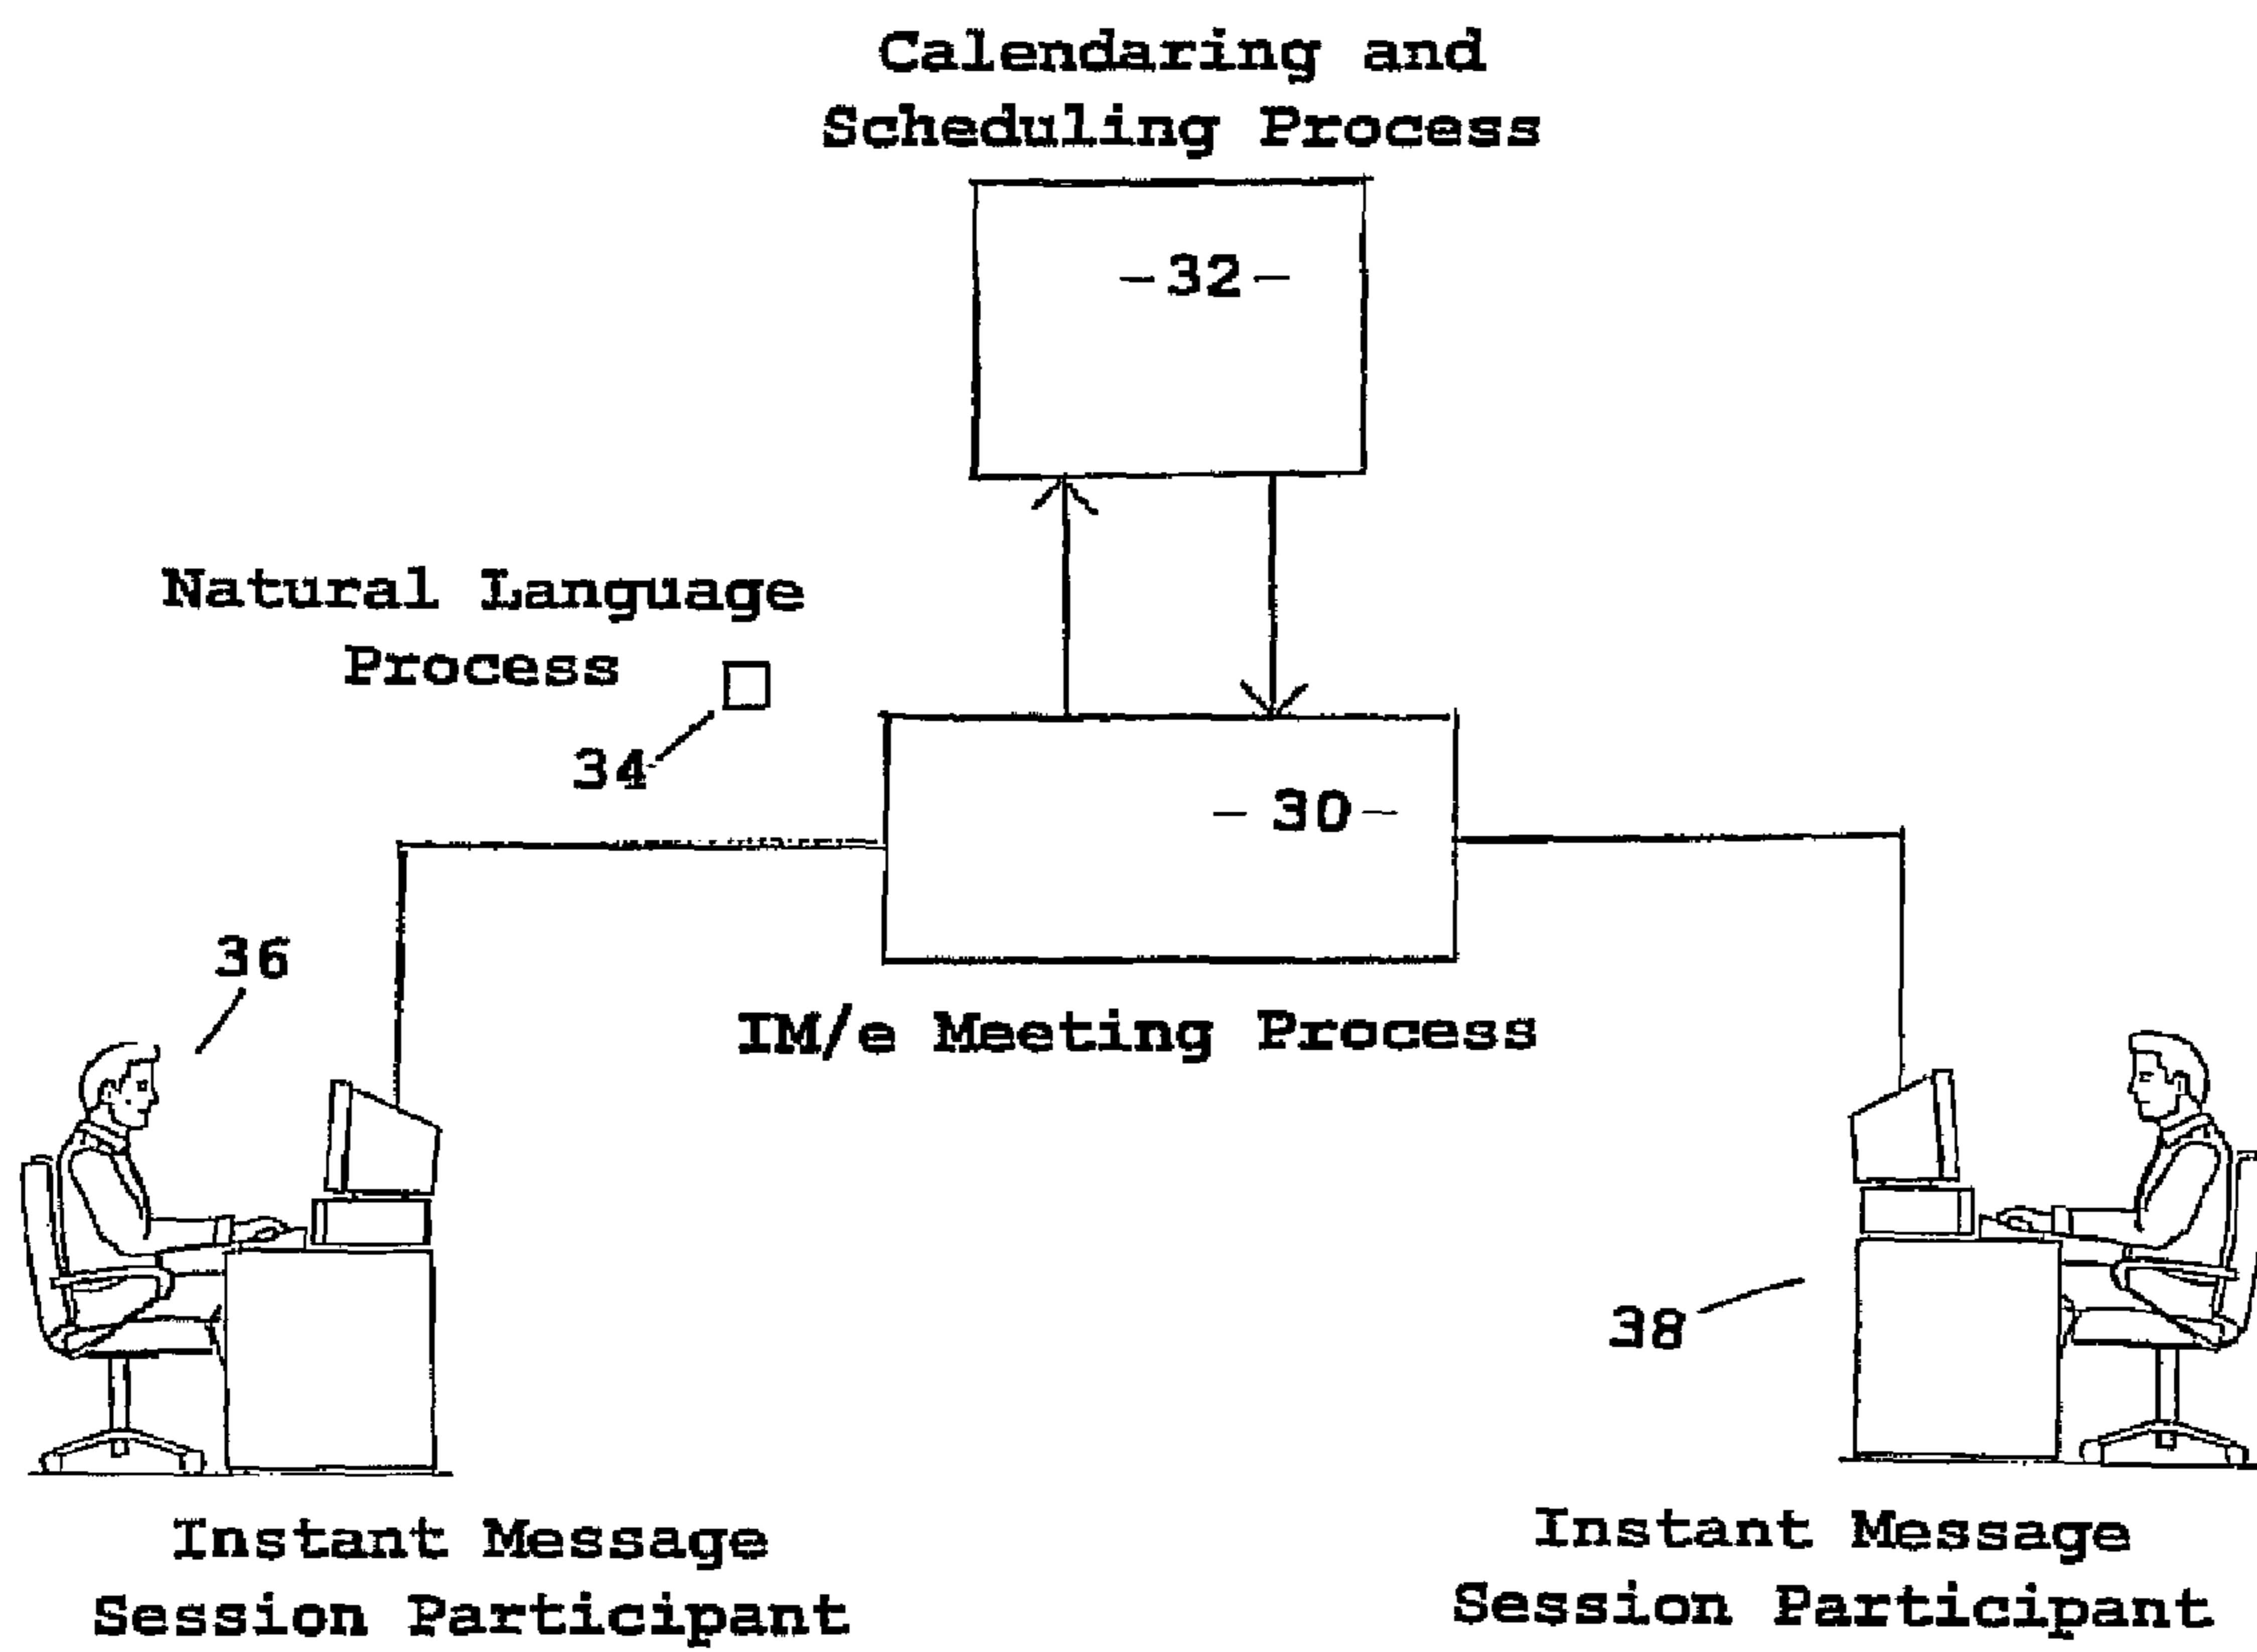 Calendaring and
Scheduling Process
-32-
Natural Language
Process
34
-30-
36
IM/e Meeting Process
38
Instant Message
Session Participant
Instant Message
Session Participant